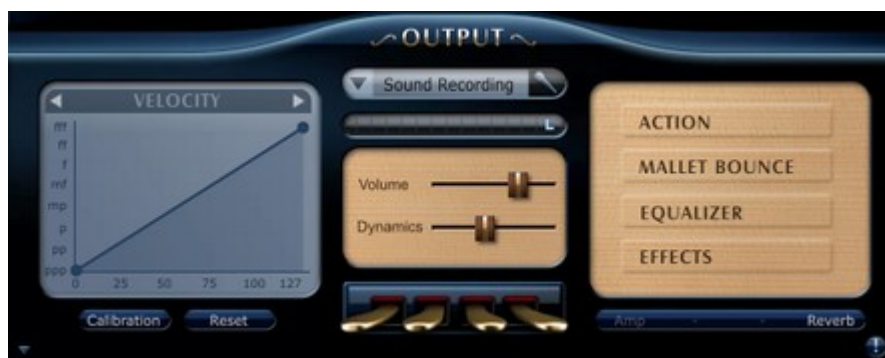 OUTPUT
VELOCITY
fff
ff
f
mf
mp
p
pp
ppp
0 25 50 75 100 127
Calibration Reset
Sound Recording
L
Volume
Dynamics
ACTION
MALLET BOUNCE
EQUALIZER
EFFECTS
Amp - - Reverb
!